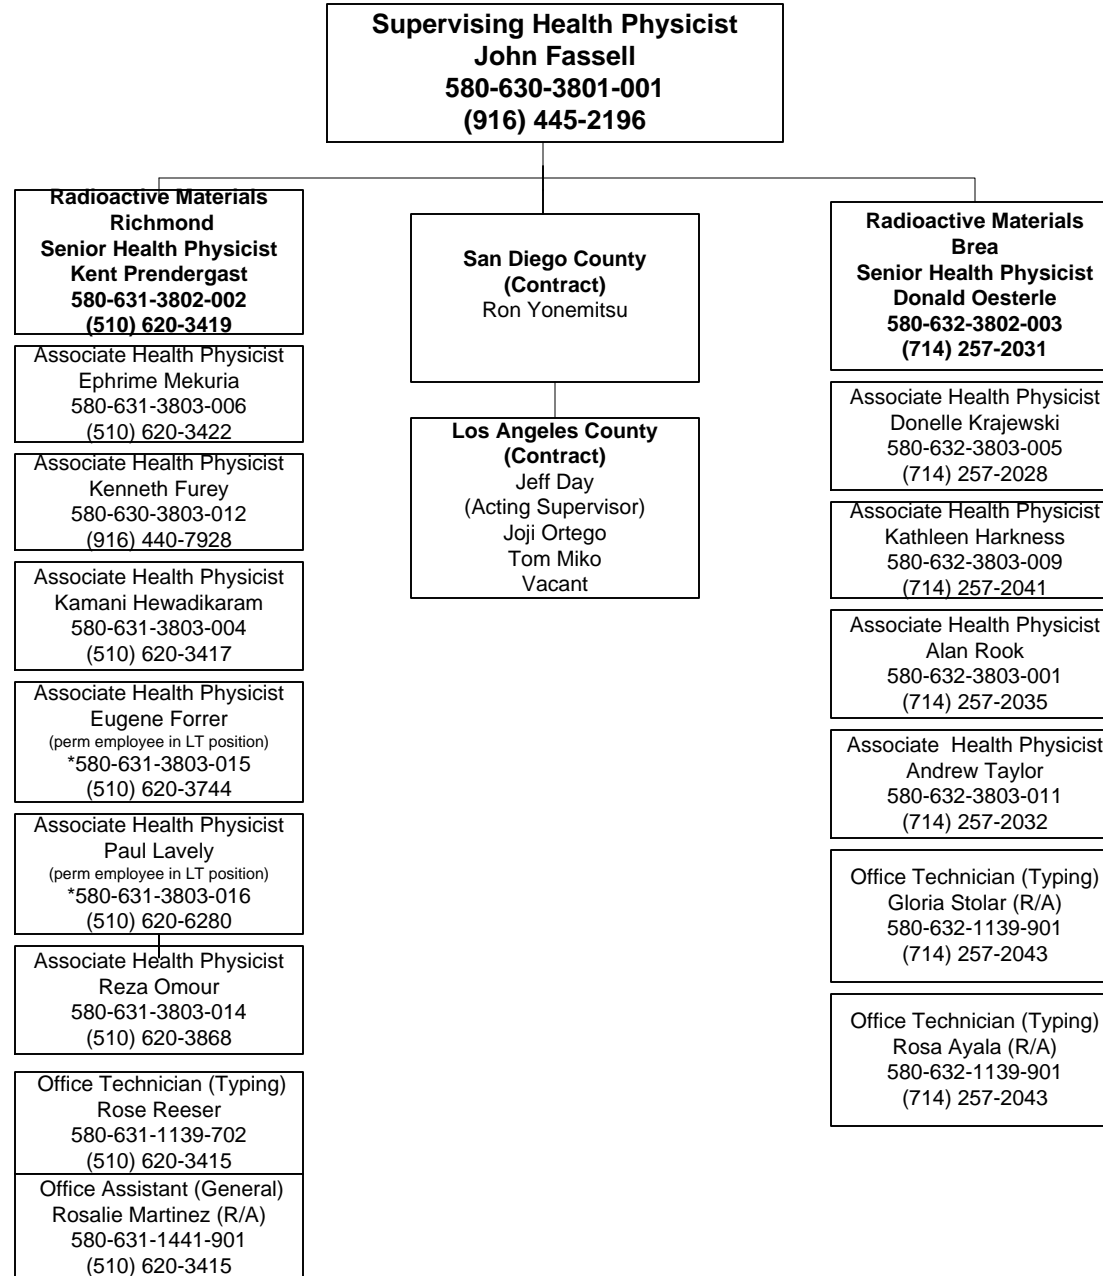 Supervising Health Physicist
John Fassell
580-630-3801-001
(916) 445-2196
Radioactive Materials
Richmond
Senior Health Physicist
Kent Prendergast
580-631-3802-002
(510) 620-3419
Associate Health Physicist
Ephrime Mekuria
580-631-3803-006
(510) 620-3422
Associate Health Physicist
Kenneth Furey
580-630-3803-012
(916) 440-7928
Associate Health Physicist
Kamani Hewadikaram
580-631-3803-004
(510) 620-3417
Associate Health Physicist
Eugene Forrer
(perm employee in LT position)
*580-631-3803-015
(510) 620-3744
Associate Health Physicist
Paul Lavely
(perm employee in LT position)
*580-631-3803-016
(510) 620-6280
Associate Health Physicist
Reza Omour
580-631-3803-014
(510) 620-3868
Office Technician (Typing)
Rose Reeser
580-631-1139-702
(510) 620-3415
Office Assistant (General)
Rosalie Martinez (R/A)
580-631-1441-901
(510) 620-3415
San Diego County
(Contract)
Ron Yonemitsu
Los Angeles County
(Contract)
Jeff Day
(Acting Supervisor)
Joji Ortego
Tom Miko
Vacant
Radioactive Materials
Brea
Senior Health Physicist
Donald Oesterle
580-632-3802-003
(714) 257-2031
Associate Health Physicist
Donelle Krajewski
580-632-3803-005
(714) 257-2028
Associate Health Physicist
Kathleen Harkness
580-632-3803-009
(714) 257-2041
Associate Health Physicist
Alan Rook
580-632-3803-001
(714) 257-2035
Associate Health Physicist
Andrew Taylor
580-632-3803-011
(714) 257-2032
Office Technician (Typing)
Gloria Stolar (R/A)
580-632-1139-901
(714) 257-2043
Office Technician (Typing)
Rosa Ayala (R/A)
580-632-1139-901
(714) 257-2043